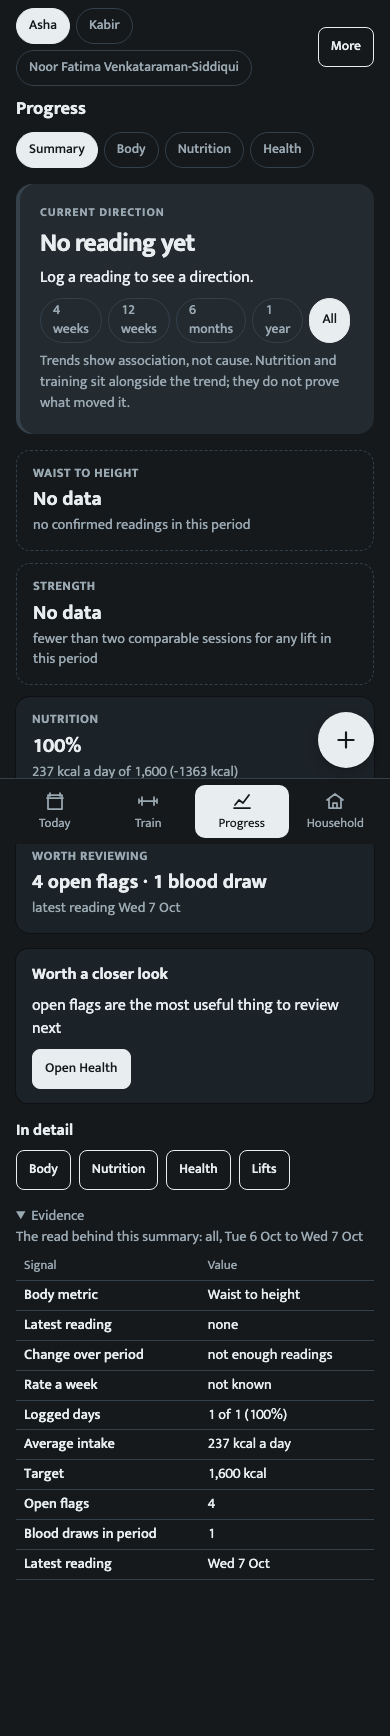 Asha
Kabir
Noor Fatima Venkataraman-Siddiqui
More
Progress
Summary
Body
Nutrition
Health
CURRENT DIRECTION
No reading yet
Log a reading to see a direction.
4 weeks
12 weeks
6 months
1 year
All
Trends show association, not cause. Nutrition and
training sit alongside the trend; they do not prove
what moved it.
WAIST TO HEIGHT
No data
no confirmed readings in this period
STRENGTH
No data
fewer than two comparable sessions for any lift in
this period
NUTRITION
100%
237 kcal a day of 1,600 (-1363 kcal)
Today
Train
Progress
Household
WORTH REVIEWING
4 open flags · 1 blood draw
latest reading Wed 7 Oct
Worth a closer look
open flags are the most useful thing to review
next
Open Health
In detail
Body
Nutrition
Health
Lifts
▼ Evidence
The read behind this summary: all, Tue 6 Oct to Wed 7 Oct
Signal Value
Body metric Waist to height
Latest reading none
Change over period not enough readings
Rate a week not known
Logged days 1 of 1 (100%)
Average intake 237 kcal a day
Target 1,600 kcal
Open flags 4
Blood draws in period 1
Latest reading Wed 7 Oct